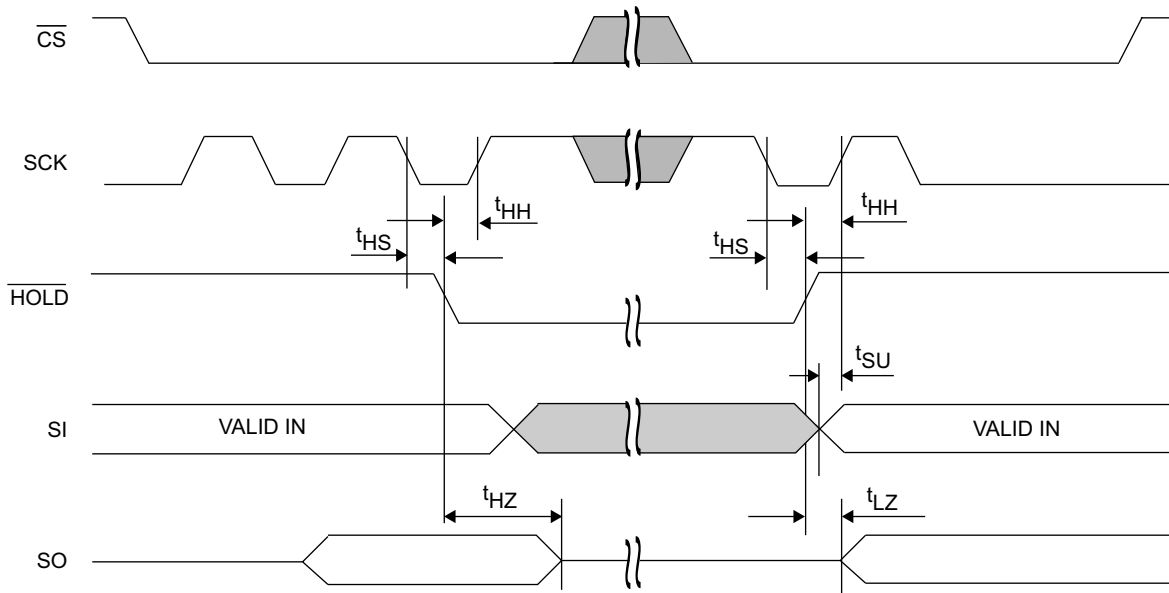 CS
SCK
tHH
tHH
tHS
tHS
HOLD
tSU
SI
VALID IN
VALID IN
tHZ
tLZ
SO